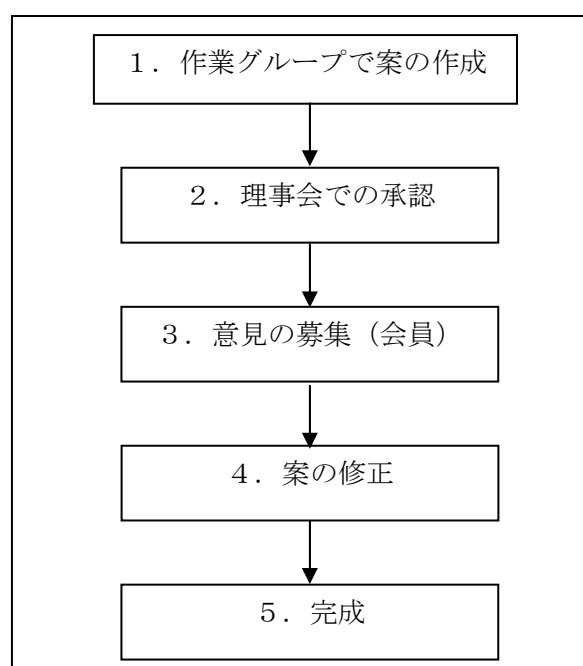 １．作業グループで案の作成
２．理事会での承認
３．意見の募集（会員）
４．案の修正
５．完成